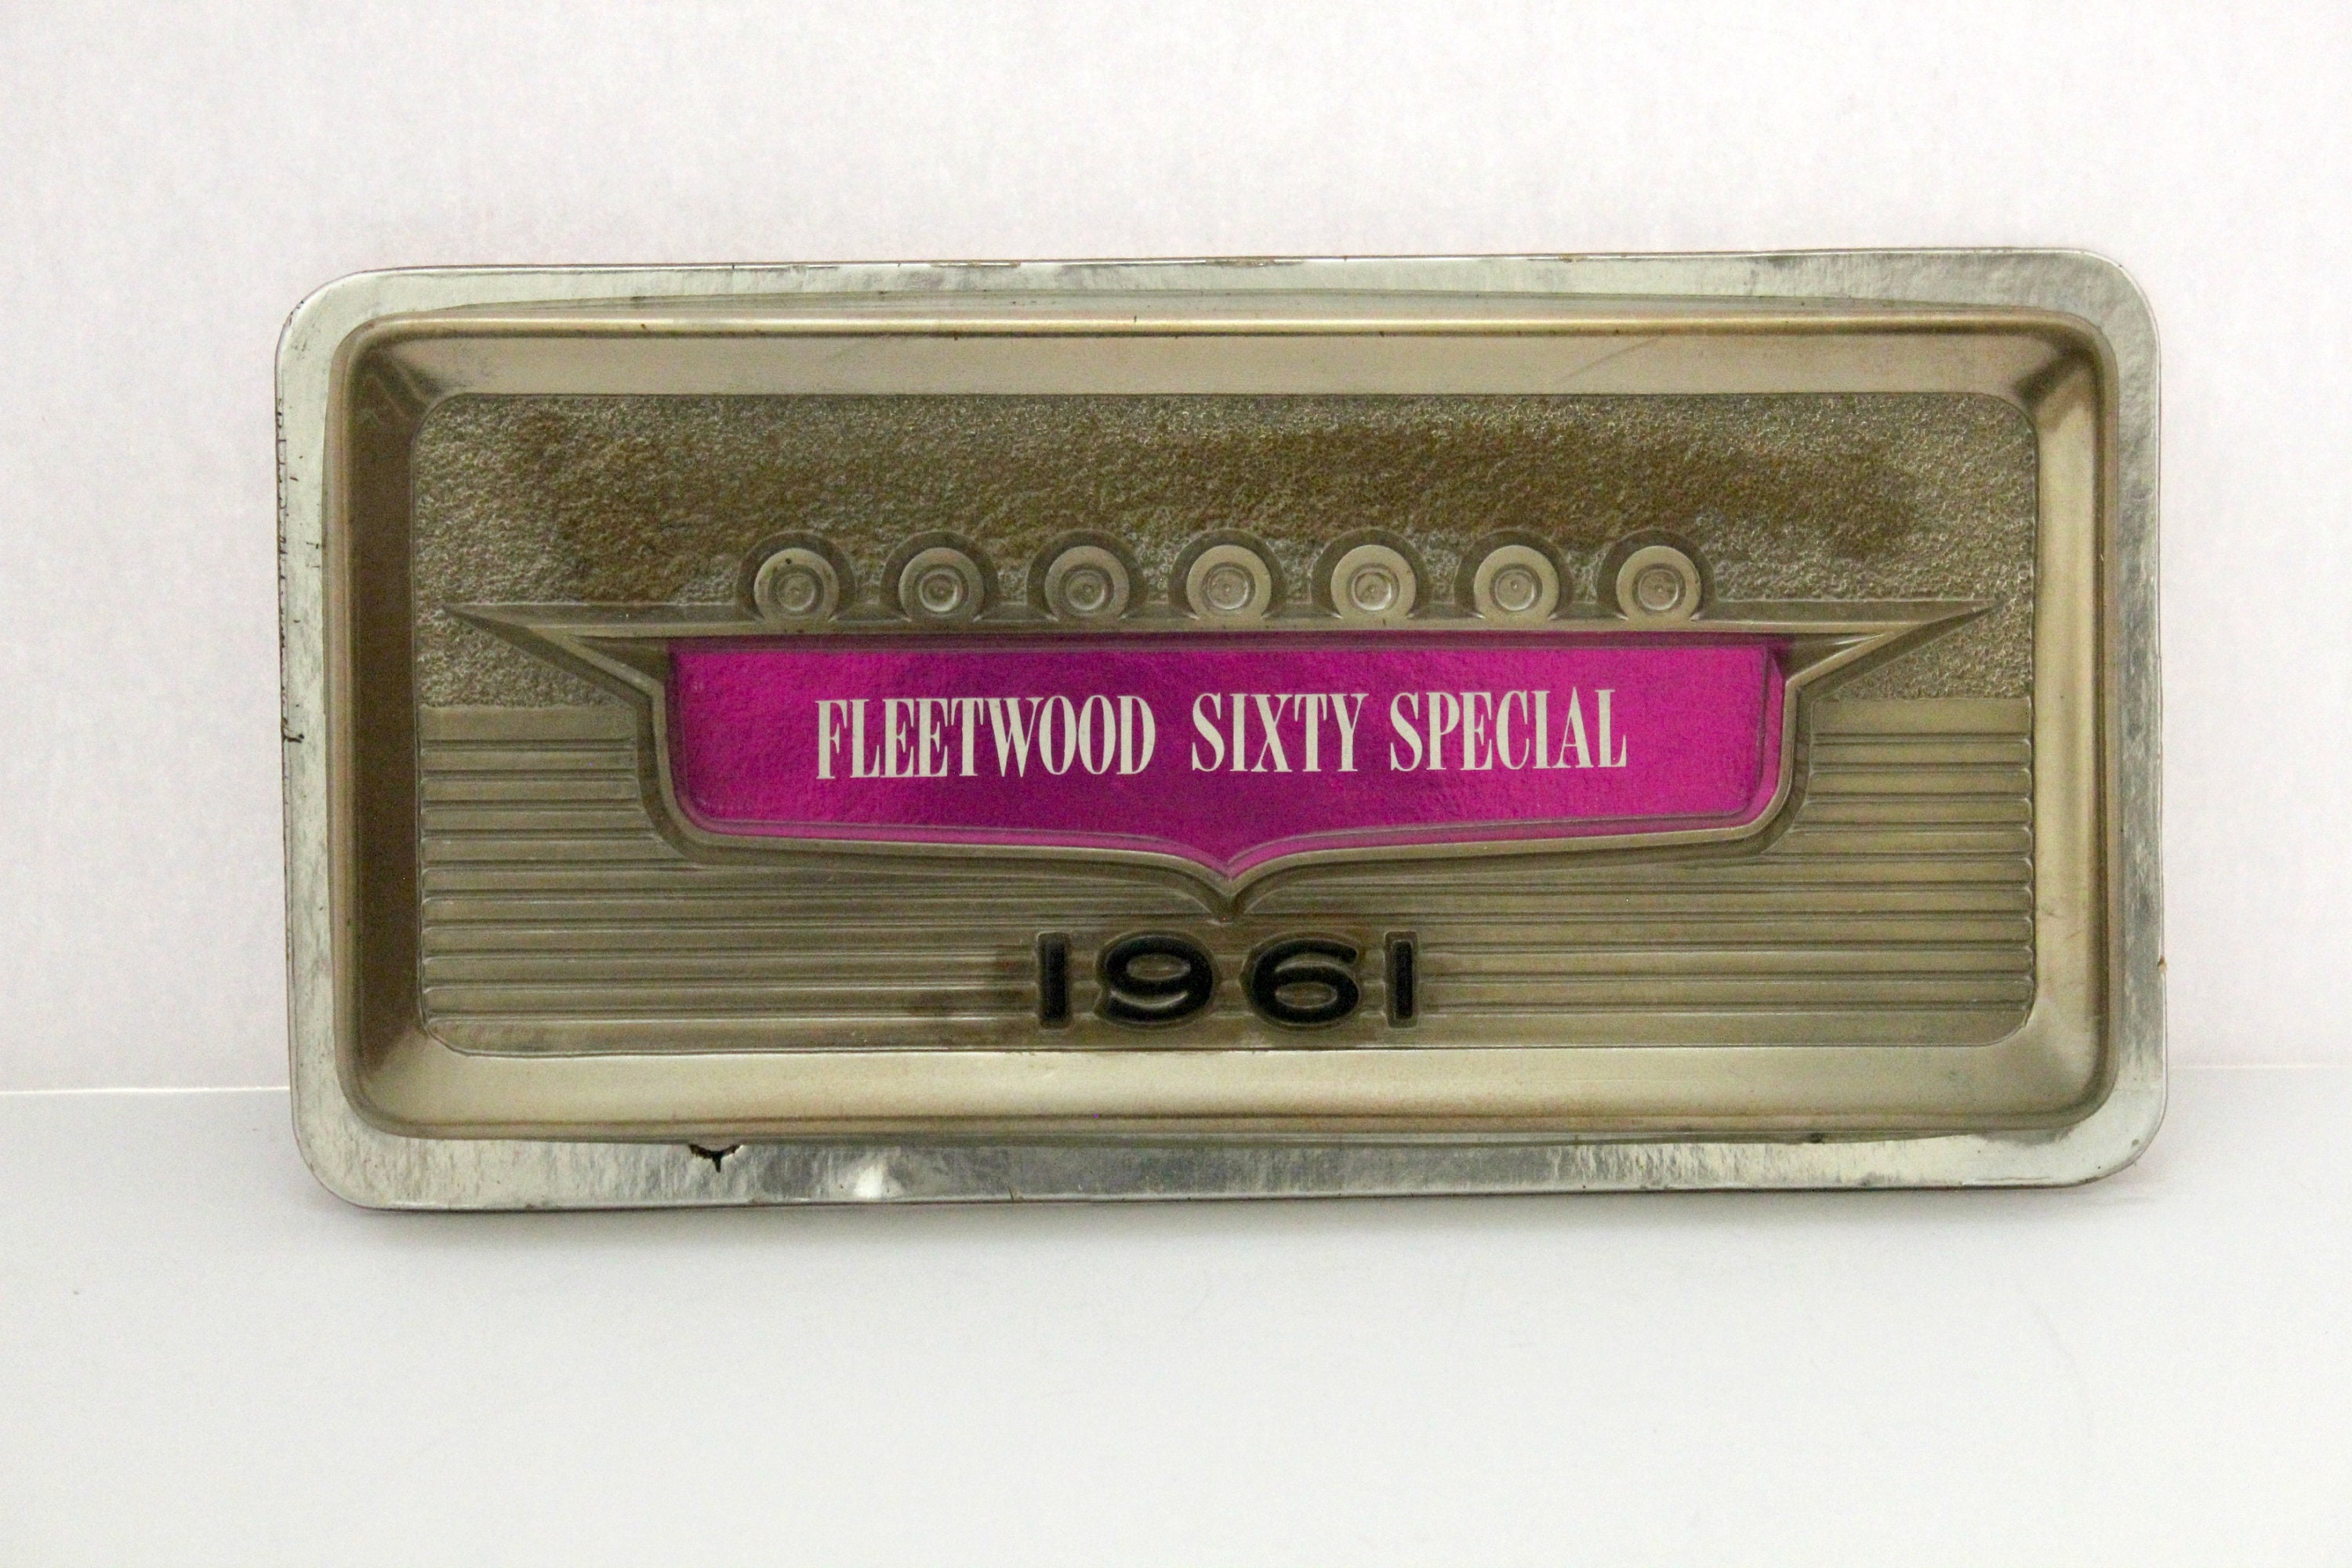 FLEETWOOD SIXTY SPECIAL
1961